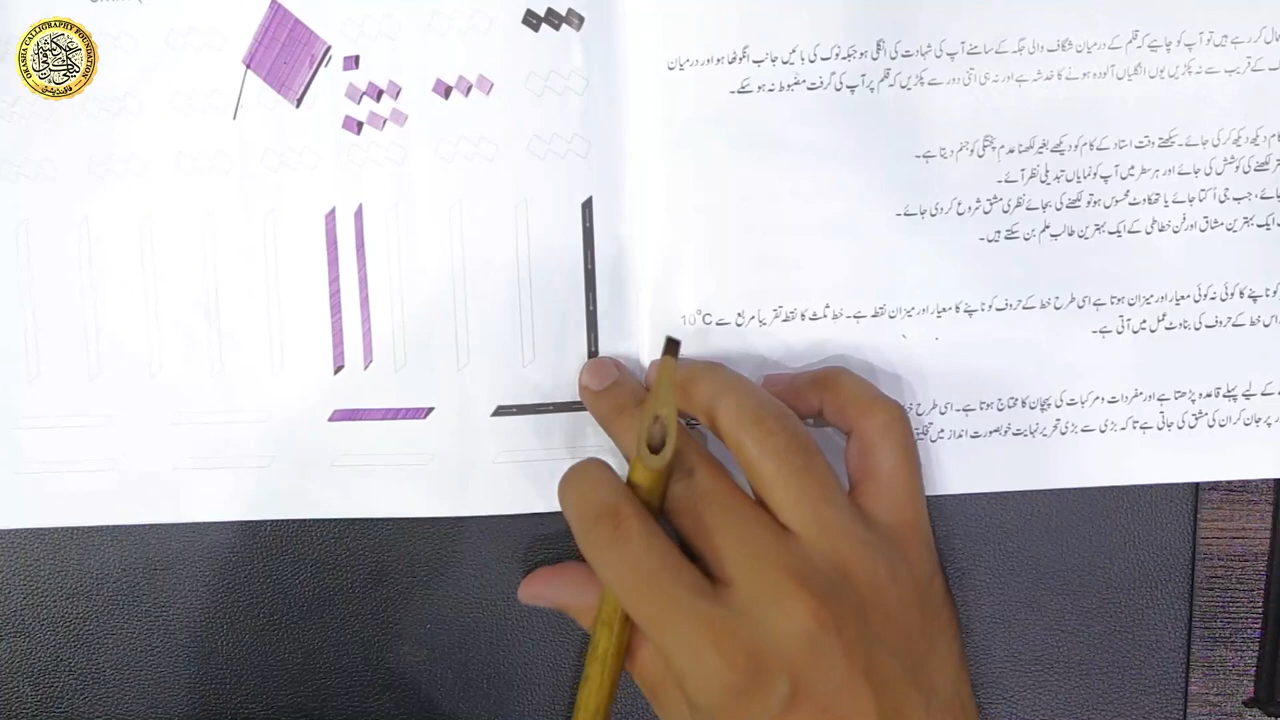 OKASHA CALLIGRAPHY FOUNDATION
فاؤنڈیشن
کر رہے ہیں تو آپ کو چاہیے کہ قلم کے درمیان شگاف والی جگہ کے سامنے آپ کی شہادت کی انگلی ہو جبکہ نوک کی بائیں جانب انگوٹھا ہو اور درمیان
کے قریب سے نہ پکڑیں یوں انگلیاں آلودہ ہونے کا خدشہ ہے اور نہ ہی اتنی دور سے پکڑیں کہ قلم پر آپ کی گرفت مضبوط نہ ہو سکے۔
دیکھ دیکھ کر کی جائے۔ سیکھتے وقت استاد کے کام کو دیکھے بغیر لکھنا عدمِ پختگی کو جنم دیتا ہے۔
لکھنے کی کوشش کی جائے اور ہر سطر میں آپ کو نمایاں تبدیلی نظر آئے۔
جائے، جب جی اُکتا جائے یا تھکاوٹ محسوس ہو تو لکھنے کی بجائے نظری مشق شروع کر دی جائے۔
ایک بہترین مشاق اور فن خطاطی کے ایک بہترین طالبِ علم بن سکتے ہیں۔
کو ناپنے کا کوئی نہ کوئی معیار اور میزان ہوتا ہے اسی طرح خط کے حروف کو ناپنے کا معیار اور میزان نقطہ ہے۔ خطِ ثلث کا نقطہ تقریباً مربع سے 10°C
اس خط کے حروف کی بناوٹ عمل میں آتی ہے۔
کے لیے پہلے قاعدہ پڑھتا ہے اور مفردات و مرکبات کی پہچان کا محتاج ہوتا ہے۔ اسی طرح
پر جان کر ان کی مشق کی جاتی ہے تاکہ بڑی سے بڑی تحریر نہایت خوبصورت انداز میں